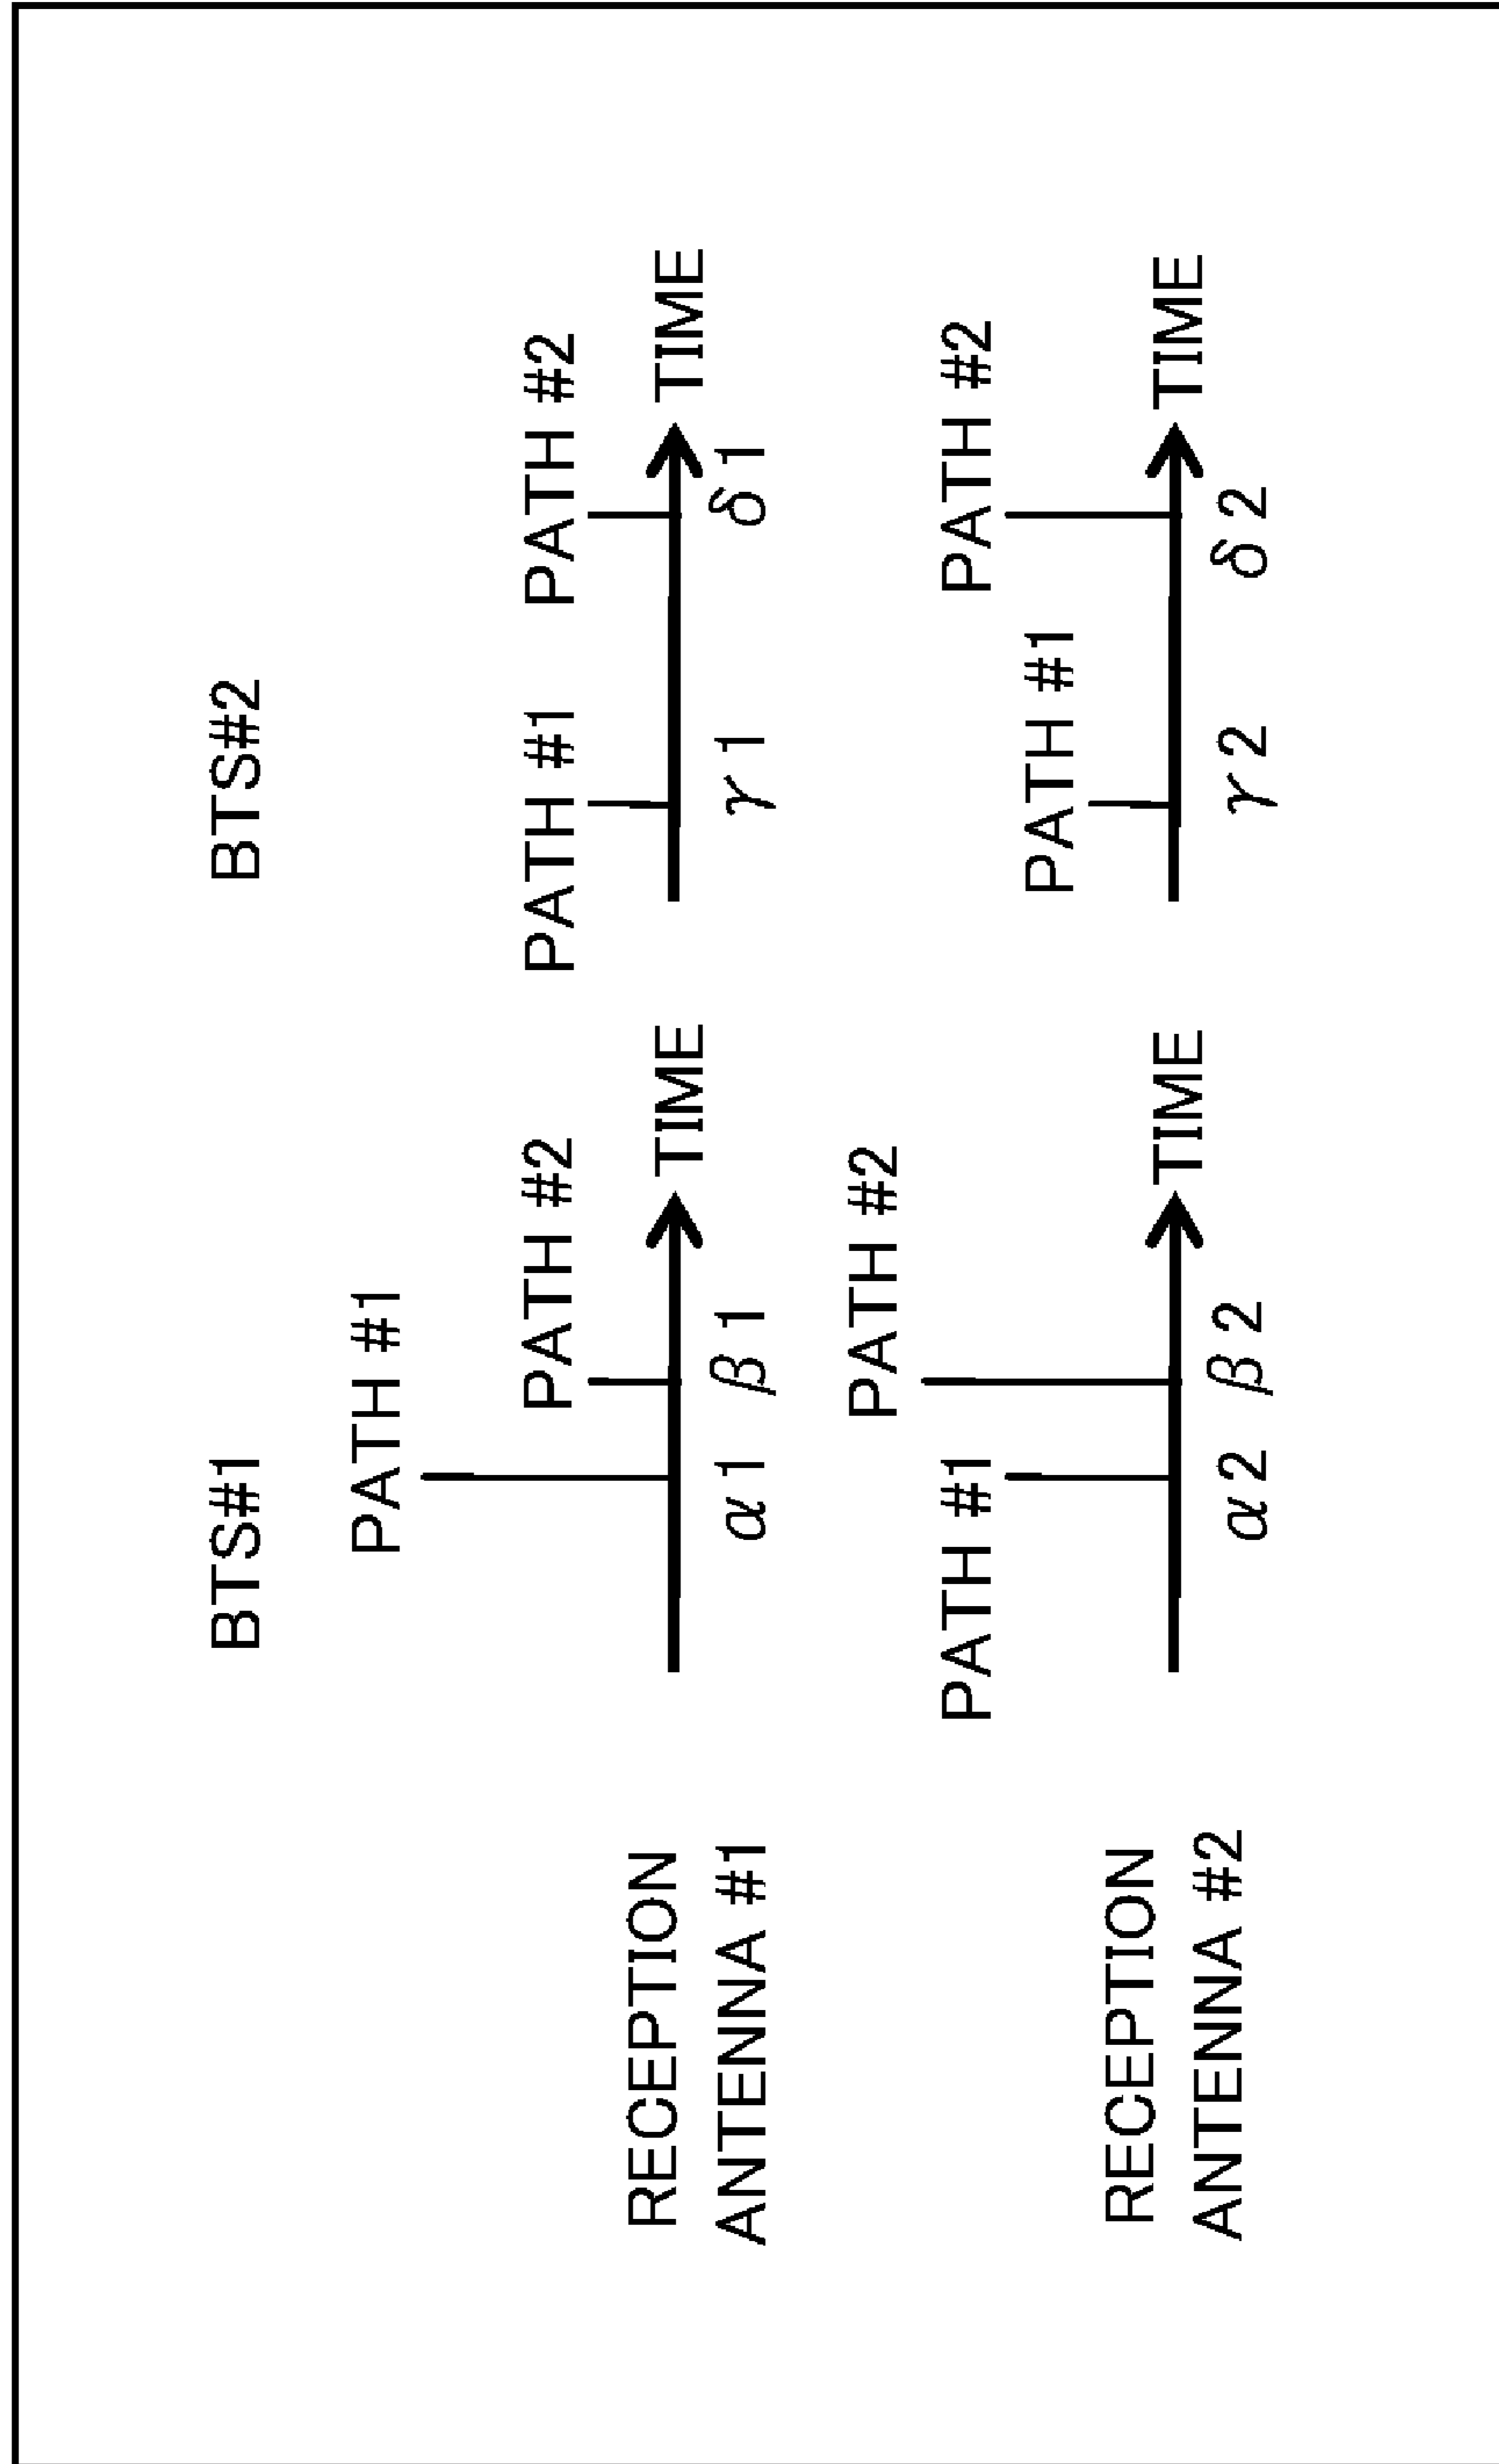 BTS#1
BTS#2
PATH #1
PATH #2
PATH #1
PATH #2
RECEPTION
ANTENNA #1
TIME
TIME
α1
β1
γ1
δ1
PATH #2
PATH #1
PATH #2
PATH #1
RECEPTION
ANTENNA #2
TIME
TIME
α2
β2
γ2
δ2